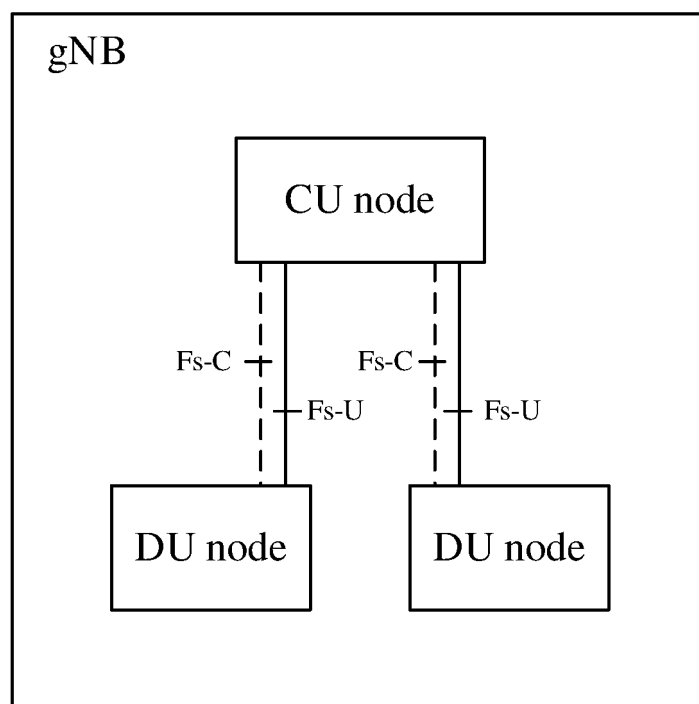 gNB
CU node
Fs-C
Fs-C
Fs-U
Fs-U
DU node
DU node